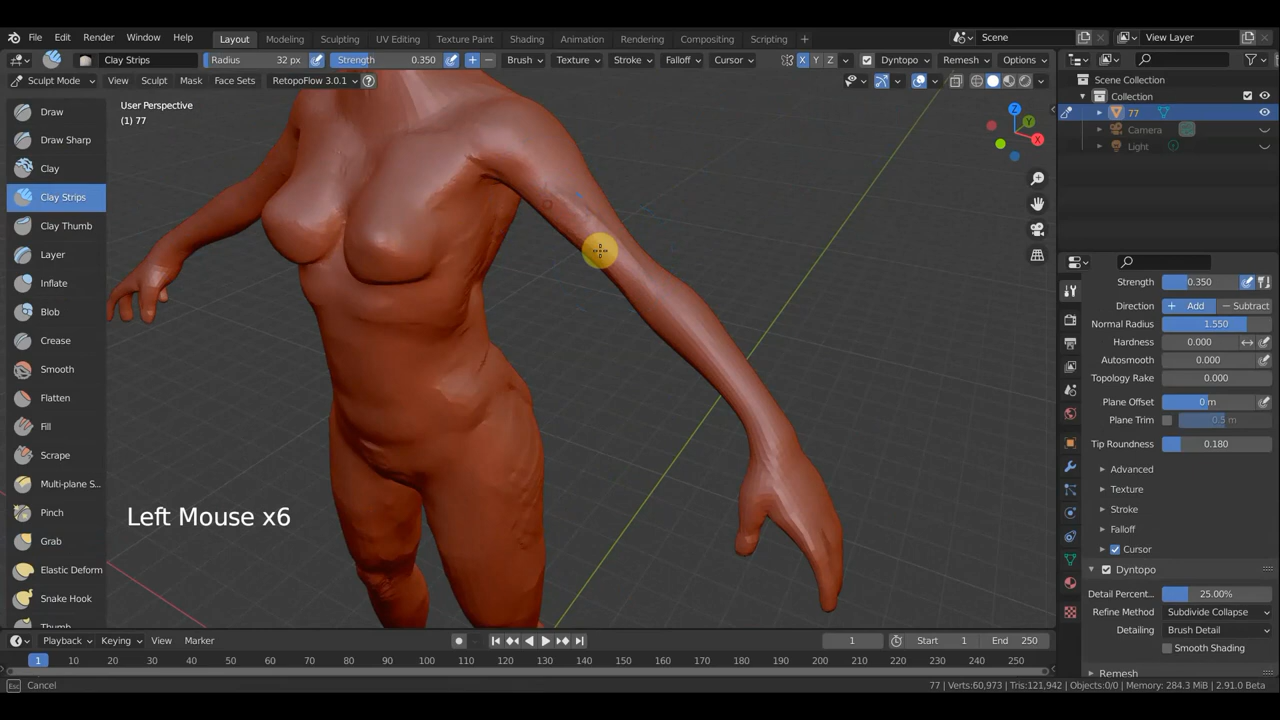 File Edit Render Window Help Layout Modeling Sculpting UV Editing Texture Paint Shading Animation Rendering Compositing Scripting + Scene View Layer
Clay Strips Radius 32 px Strength 0.350 Brush Texture Stroke Falloff Cursor X Y Z Dyntopo Remesh Options
Sculpt Mode View Sculpt Mask Face Sets RetopoFlow 3.0.1
Scene Collection
Collection
77
Camera
Light
User Perspective
(1) 77
Z
Y
X
Draw
Draw Sharp
Clay
Clay Strips
Clay Thumb
Layer
Inflate
Blob
Crease
Smooth
Flatten
Fill
Scrape
Multi-plane S...
Pinch
Grab
Elastic Deform
Snake Hook
Thumb
Left Mouse x6
Strength 0.350
Direction + Add − Subtract
Normal Radius 1.550
Hardness 0.000
Autosmooth 0.000
Topology Rake 0.000
Plane Offset 0 m
Plane Trim 0.5 m
Tip Roundness 0.180
Advanced
Texture
Stroke
Falloff
Cursor
Dyntopo
Detail Percent... 25.00%
Refine Method Subdivide Collapse
Detailing Brush Detail
Smooth Shading
Remesh
Playback Keying View Marker 1 Start 1 End 250
1 10 20 30 40 50 60 70 80 90 100 110 120 130 140 150 160 170 180 190 200 210 220 230 240 250
Esc Cancel 77 | Verts:60,973 | Tris:121,942 | Objects:0/0 | Memory: 284.3 MiB | 2.91.0 Beta